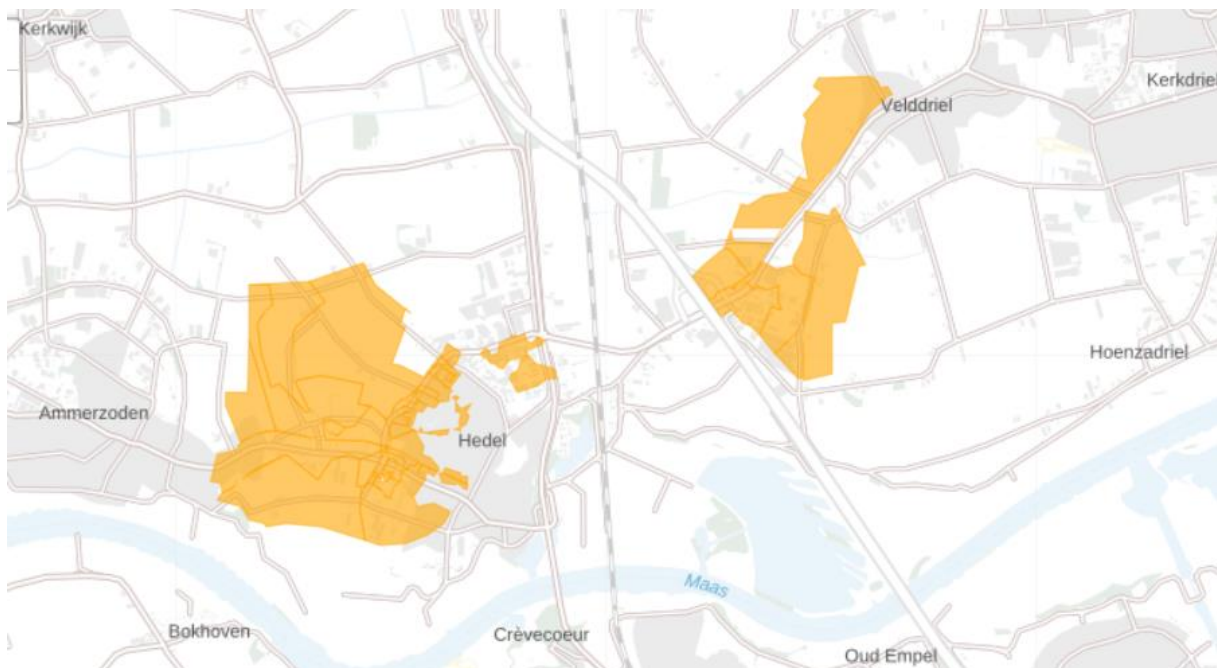 Kerkwijk
Kerkdriel
Velddriel
Hoenzadriel
Ammerzoden
Hedel
Maas
Bokhoven
Crèvecoeur
Oud Empel